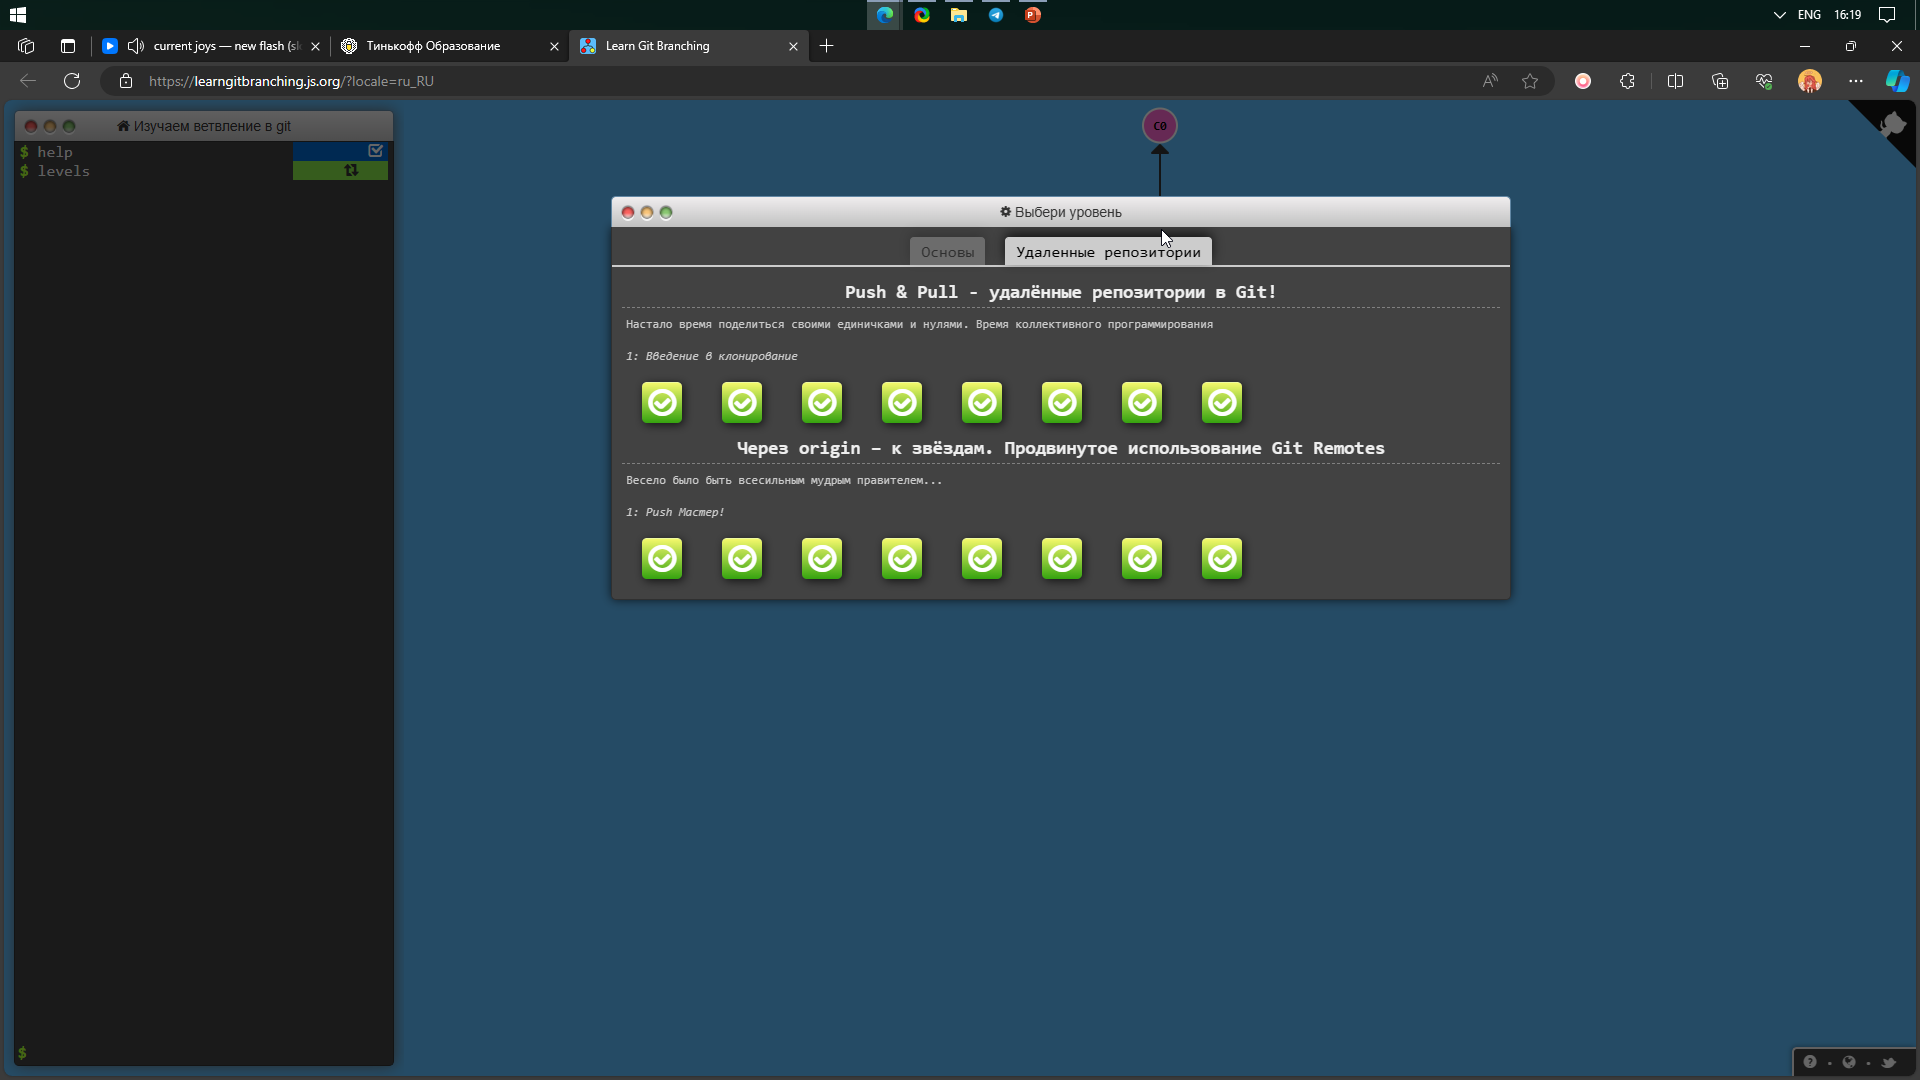 ENG 16:19
current joys — new flash (sl
Тинькофф Образование
Learn Git Branching
https://learngitbranching.js.org/?locale=ru_RU
Изучаем ветвление в git
$ help
$ levels
$
C0
Выбери уровень
Основы
Удаленные репозитории
Push & Pull - удалённые репозитории в Git!
Настало время поделиться своими единичками и нулями. Время коллективного программирования
1: Введение в клонирование
Через origin – к звёздам. Продвинутое использование Git Remotes
Весело было быть всесильным мудрым правителем...
1: Push Мастер!